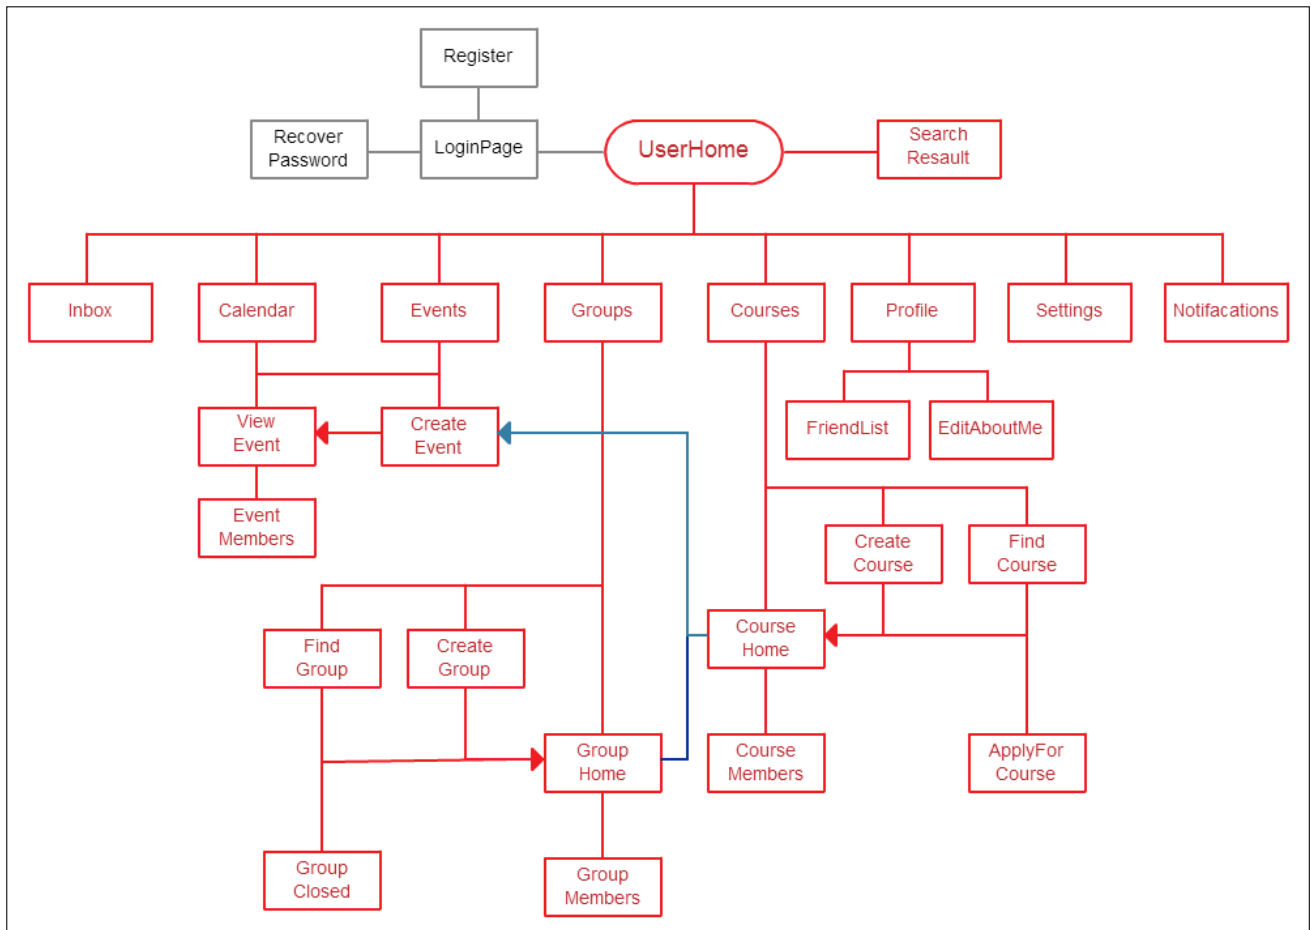 Register
Recover
Password
LoginPage
UserHome
Search
Resault
Inbox
Calendar
Events
Groups
Courses
Profile
Settings
Notifacations
View
Event
Create
Event
FriendList
EditAboutMe
Event
Members
Create
Course
Find
Course
Find
Group
Create
Group
Course
Home
Group
Home
Course
Members
ApplyFor
Course
Group
Closed
Group
Members